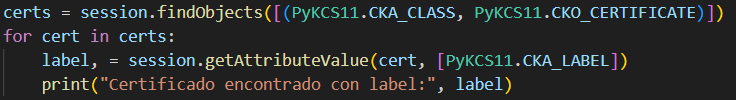 certs = session.findObjects([(PyKCS11.CKA_CLASS, PyKCS11.CKO_CERTIFICATE)])
for cert in certs:
    label, = session.getAttributeValue(cert, [PyKCS11.CKA_LABEL])
    print("Certificado encontrado con label:", label)